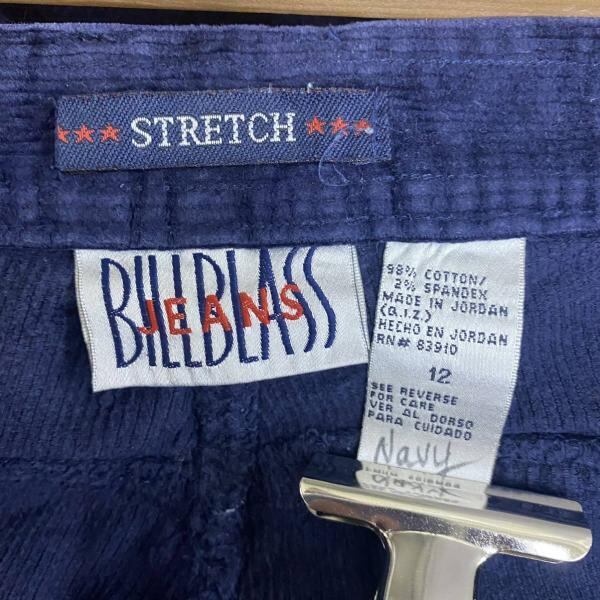 STRETCH
BILLBLASS
JEANS
98% COTTON/
2% SPANDEX
MADE IN JORDAN
(Q.I.Z.)
HECHO EN JORDAN
RN# 83910
12
SEE REVERSE
FOR CARE
VER AL DORSO
PARA CUIDADO
Navy